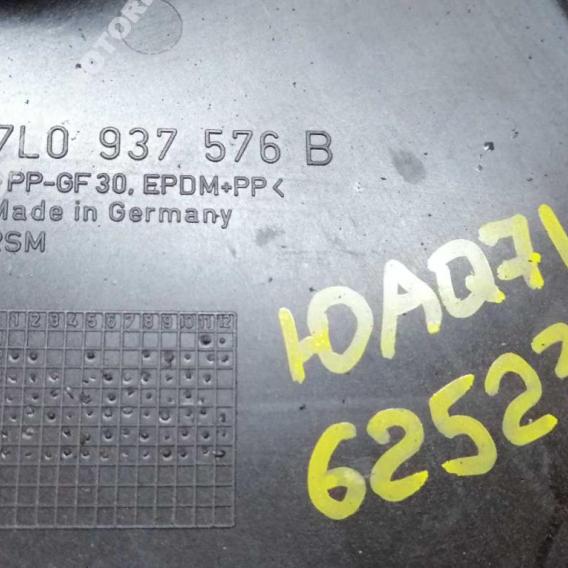 7L0 937 576 B
>PP-GF30, EPDM+PP<
Made in Germany
RSM
1 2 3 4 5 6 7 8 9 10 11 12
ЮAQ71
6252